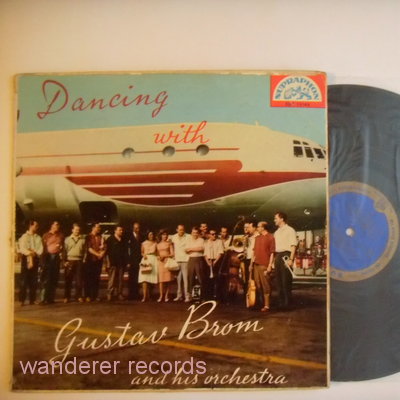 Dancing
SUPRAPHON
with
Gustav Brom
wanderer records
and his orchestra